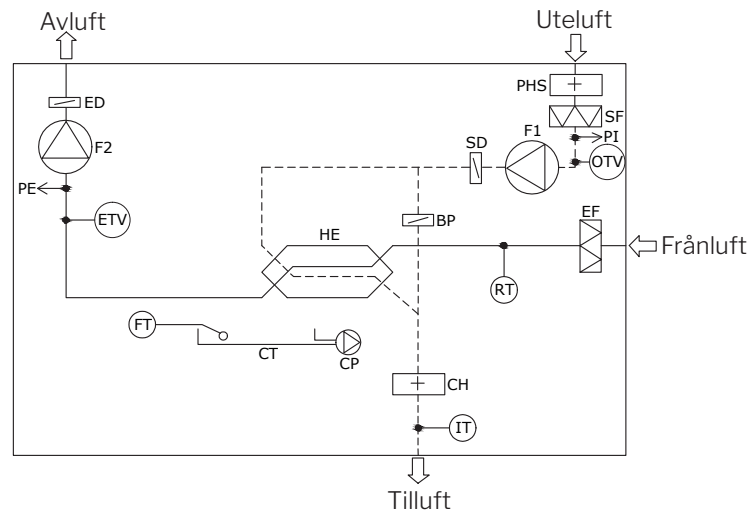 Avluft
Uteluft
PHS
ED
SF
F1
PI
SD
F2
OTV
PE
ETV
BP
EF
HE
Frånluft
RT
FT
CT
CP
CH
IT
Tilluft